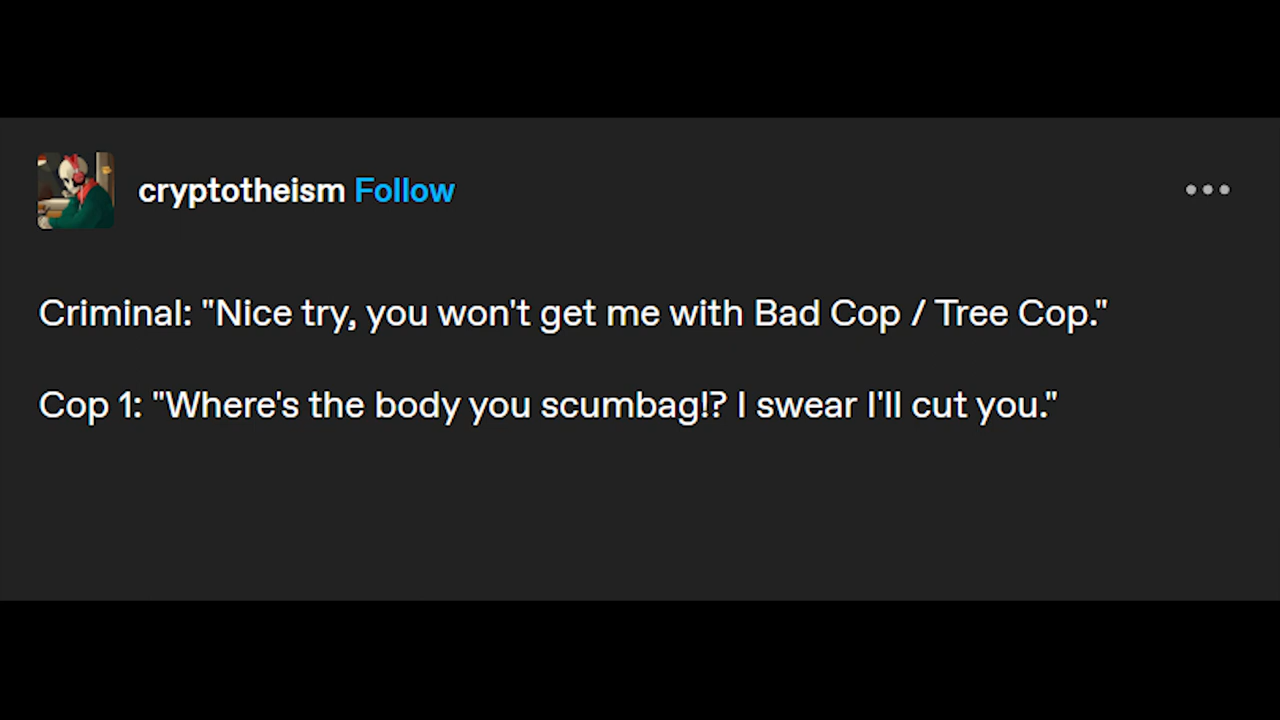 cryptotheism Follow
Criminal: "Nice try, you won't get me with Bad Cop / Tree Cop."
Cop 1: "Where's the body you scumbag!? I swear I'll cut you."